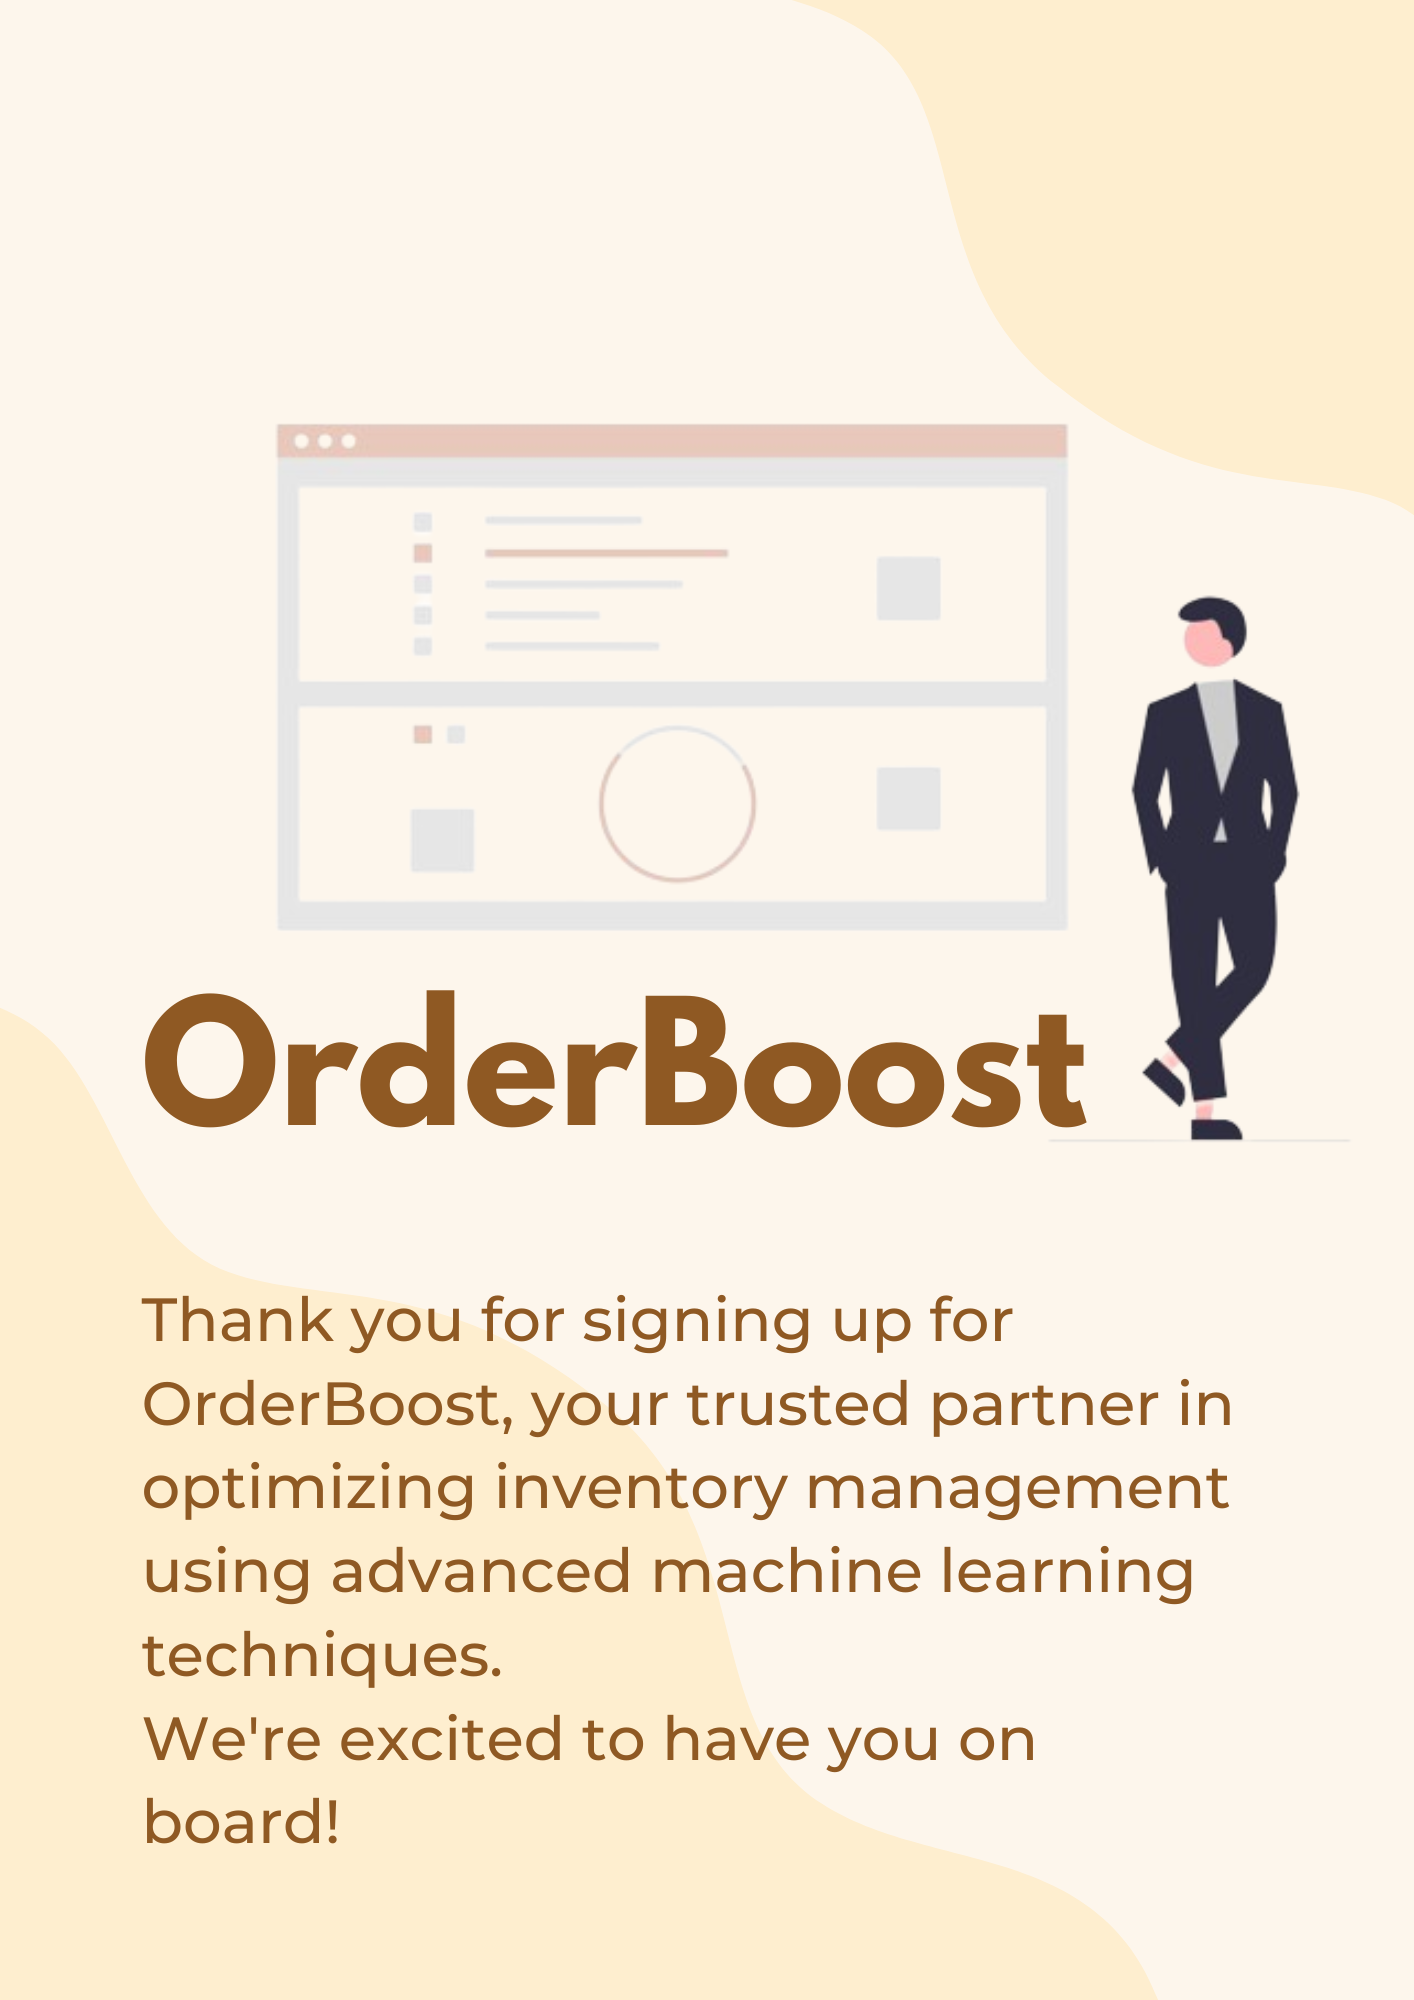 OrderBoost
Thank you for signing up for
OrderBoost, your trusted partner in
optimizing inventory management
using advanced machine learning
techniques.
We're excited to have you on
board!